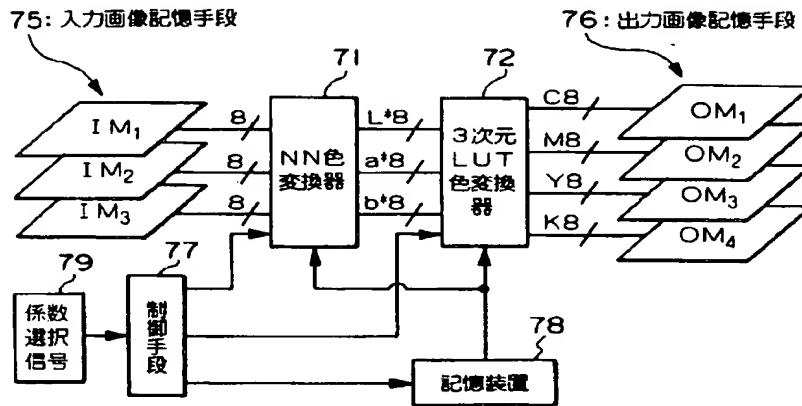 75:入力画像記憶手段
76:出力画像記憶手段
71
72
IM₁
IM₂
IM₃
8
8
8
NN色
変換器
L*8
a*8
b*8
3次元
LUT
色変換
器
C8
M8
Y8
K8
OM₁
OM₂
OM₃
OM₄
79
係数
選択
信号
77
制御手段
78
記憶装置